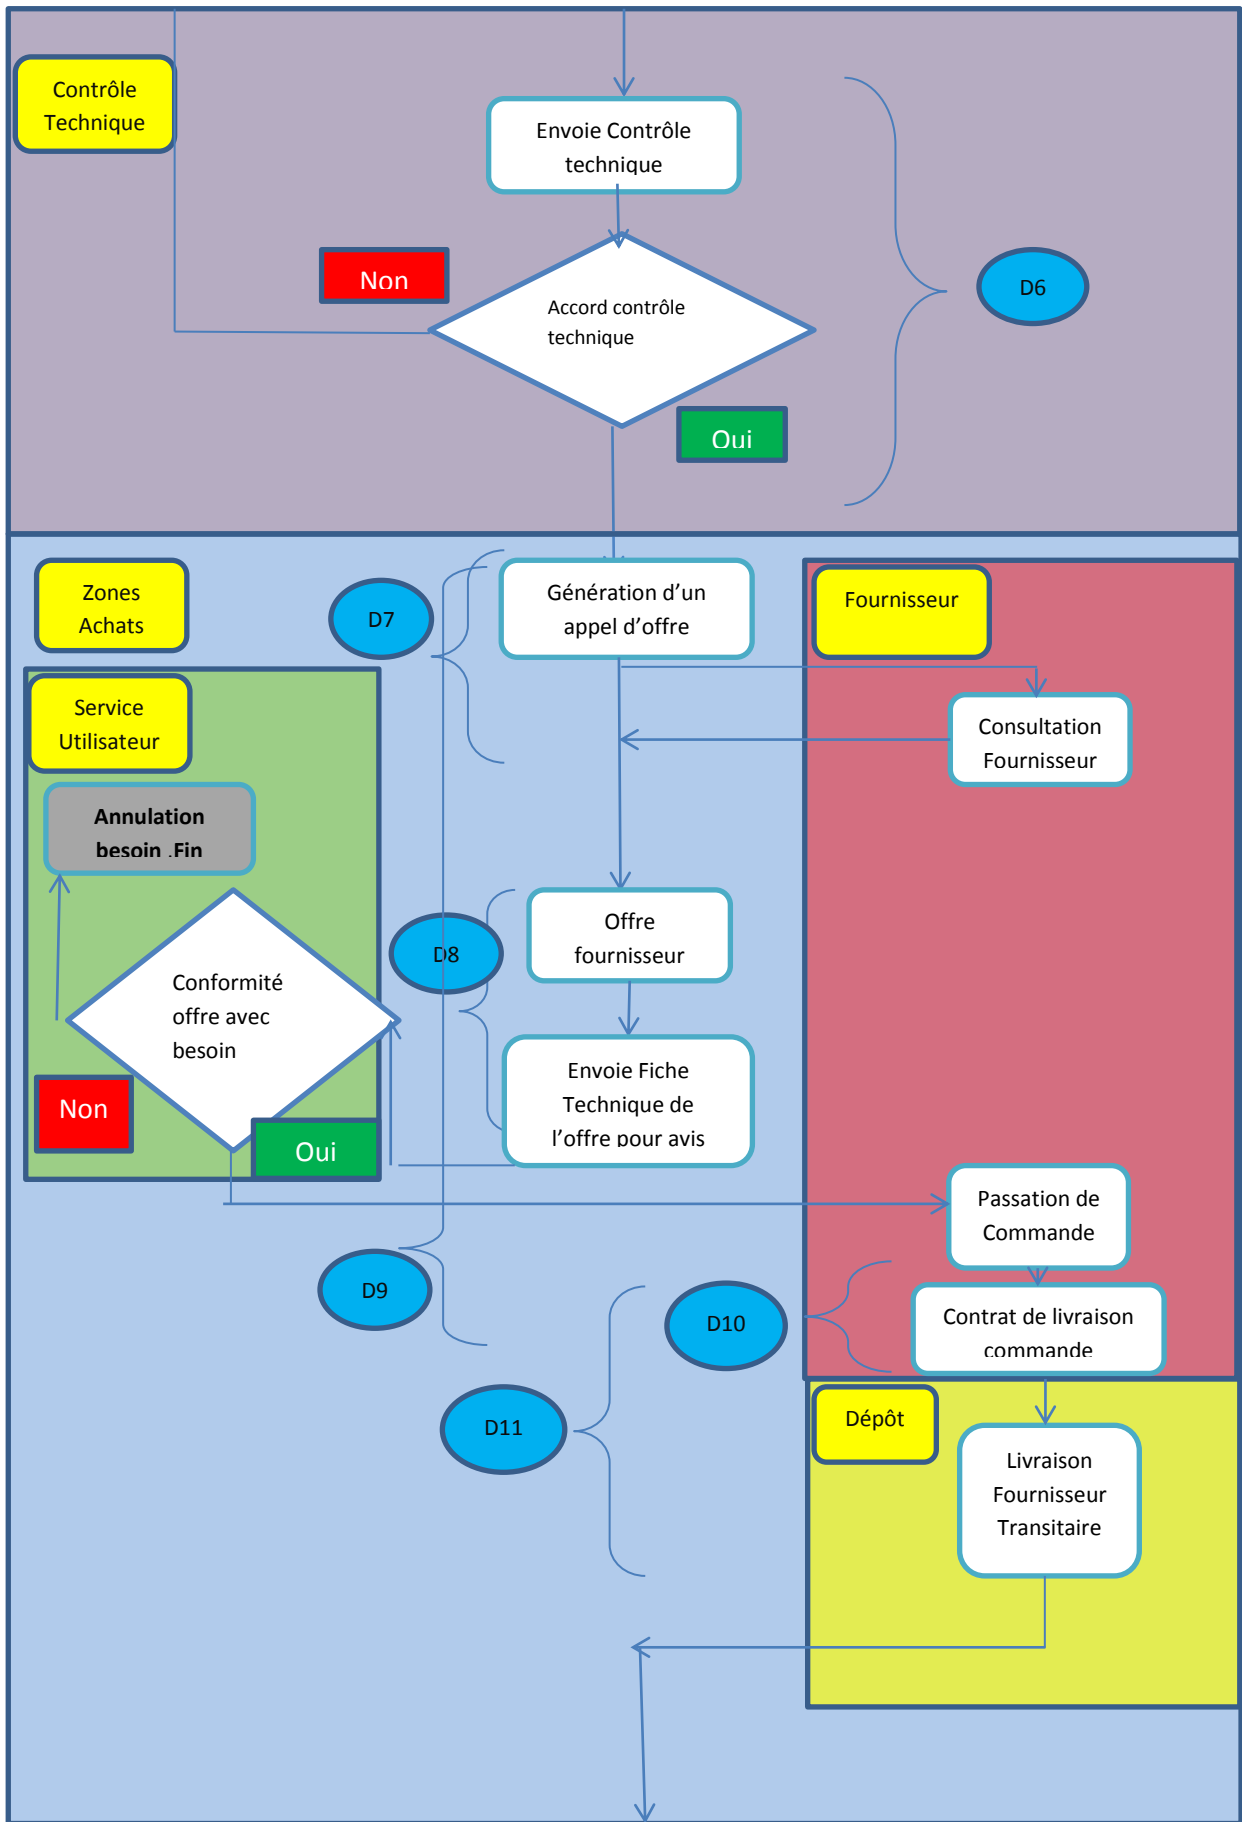 Contrôle
Technique
Envoie Contrôle
technique
Non
D6
Accord contrôle
technique
Oui
Zones
Achats
D7
Génération d'un
appel d'offre
Fournisseur
Service
Utilisateur
Consultation
Fournisseur
Annulation
besoin .Fin
D8
Offre
fournisseur
Conformité
offre avec
besoin
Envoie Fiche
Technique de
l'offre pour avis
Non
Oui
Passation de
Commande
D9
D10
Contrat de livraison
commande
D11
Dépôt
Livraison
Fournisseur
Transitaire